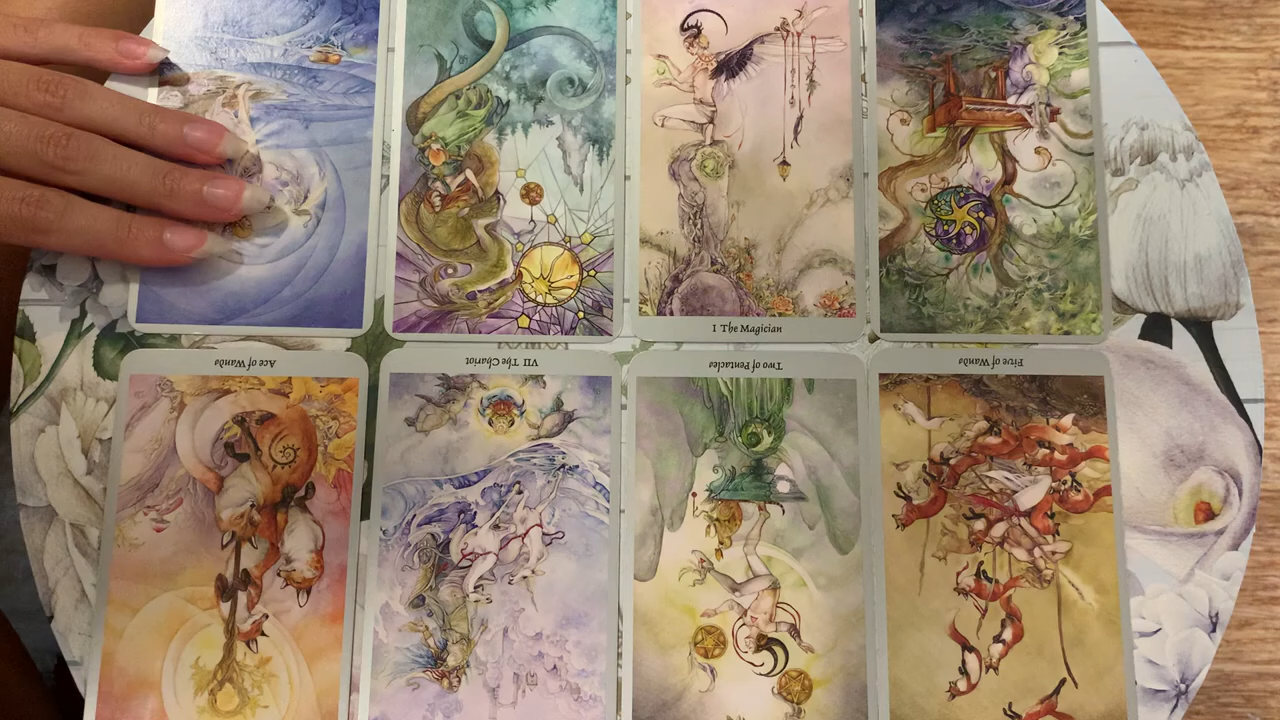 I The Magician
Ace of Wands
VII The Chariot
Two of Pentacles
Five of Wands